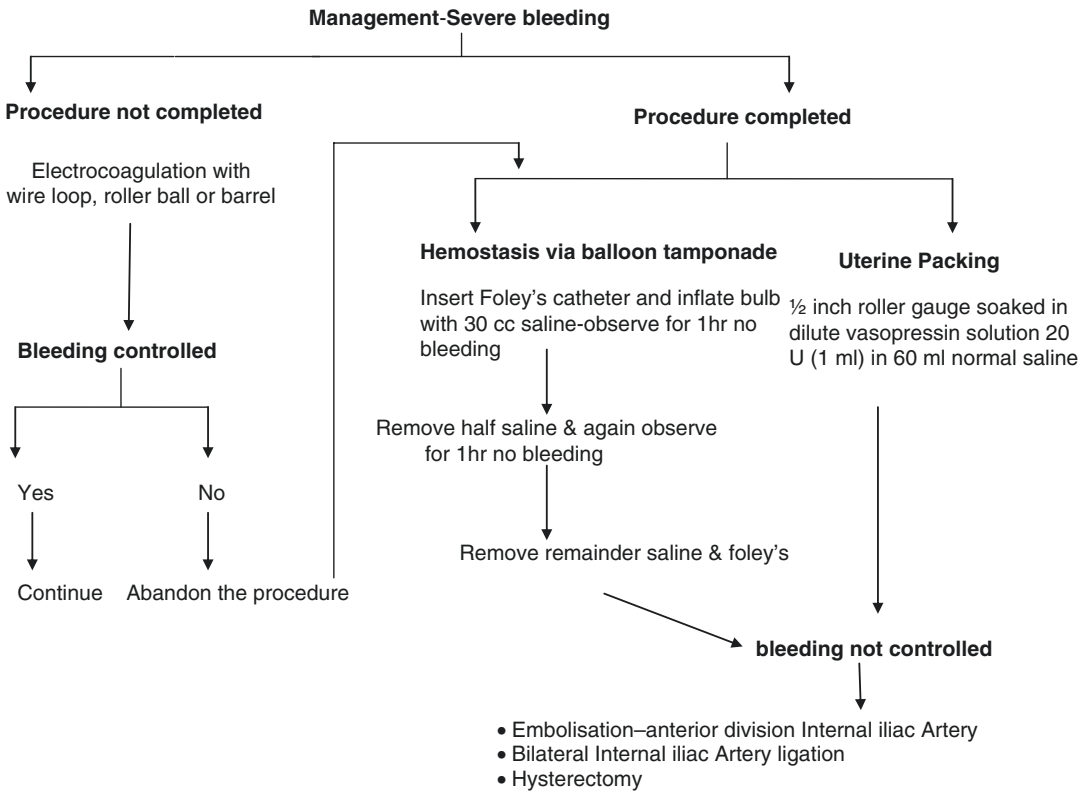 Management-Severe bleeding
Procedure not completed
Electrocoagulation with
wire loop, roller ball or barrel
Bleeding controlled
Yes
No
Continue
Abandon the procedure
Procedure completed
Hemostasis via balloon tamponade
Insert Foley's catheter and inflate bulb
with 30 cc saline-observe for 1hr no
bleeding
Remove half saline & again observe
for 1hr no bleeding
Remove remainder saline & foley's
Uterine Packing
½ inch roller gauge soaked in
dilute vasopressin solution 20
U (1 ml) in 60 ml normal saline
bleeding not controlled
• Embolisation–anterior division Internal iliac Artery
• Bilateral Internal iliac Artery ligation
• Hysterectomy